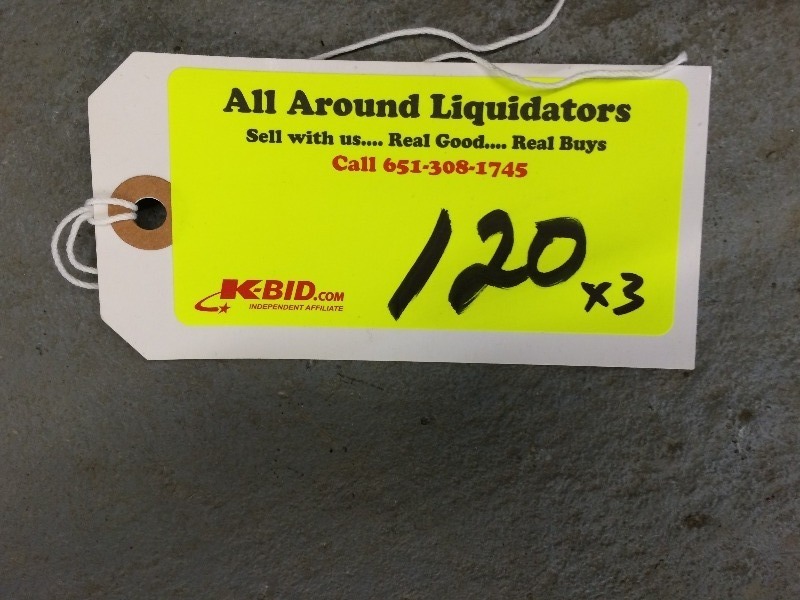 All Around Liquidators
Sell with us.... Real Good.... Real Buys
Call 651-308-1745
120 x3
K-BID.COM
INDEPENDENT AFFILIATE